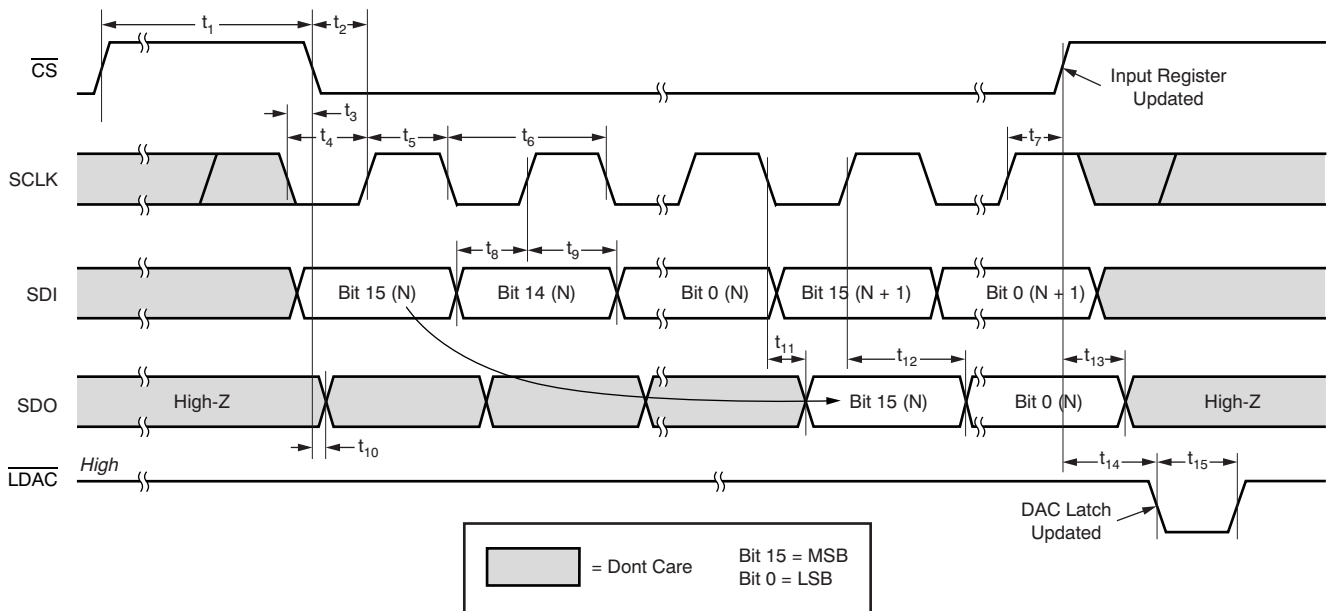 t1
t2
CS
Input Register
Updated
t3
t4
t5
t6
t7
SCLK
t8
t9
SDI
Bit 15 (N)
Bit 14 (N)
Bit 0 (N)
Bit 15 (N + 1)
Bit 0 (N + 1)
t11
t12
t13
SDO
High-Z
Bit 15 (N)
Bit 0 (N)
High-Z
t10
High
LDAC
t14
t15
DAC Latch
Updated
= Dont Care
Bit 15 = MSB
Bit 0 = LSB